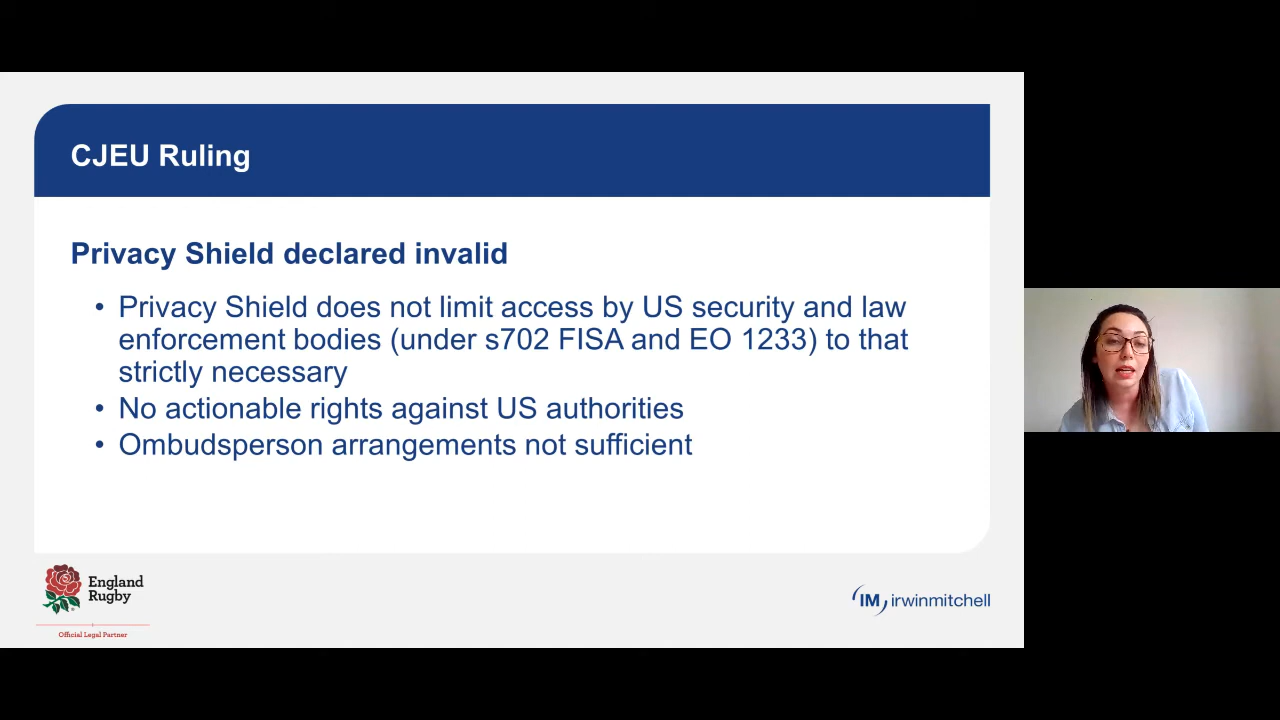 CJEU Ruling
Privacy Shield declared invalid
• Privacy Shield does not limit access by US security and law
enforcement bodies (under s702 FISA and EO 1233) to that
strictly necessary
• No actionable rights against US authorities
• Ombudsperson arrangements not sufficient
England
Rugby
Official Legal Partner
IM irwinmitchell